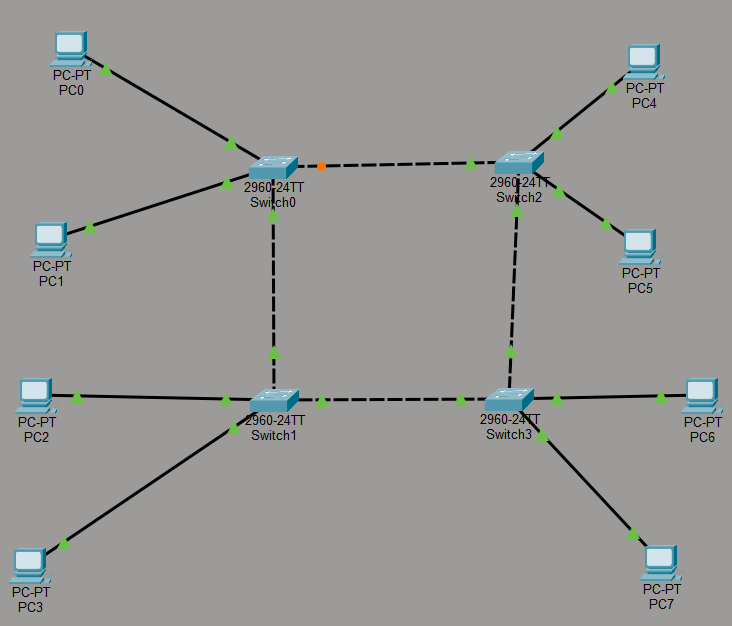 PC-PT
PC0
PC-PT
PC4
2960-24TT
Switch0
2960-24TT
Switch2
PC-PT
PC1
PC-PT
PC5
PC-PT
PC2
2960-24TT
Switch1
2960-24TT
Switch3
PC-PT
PC6
PC-PT
PC3
PC-PT
PC7